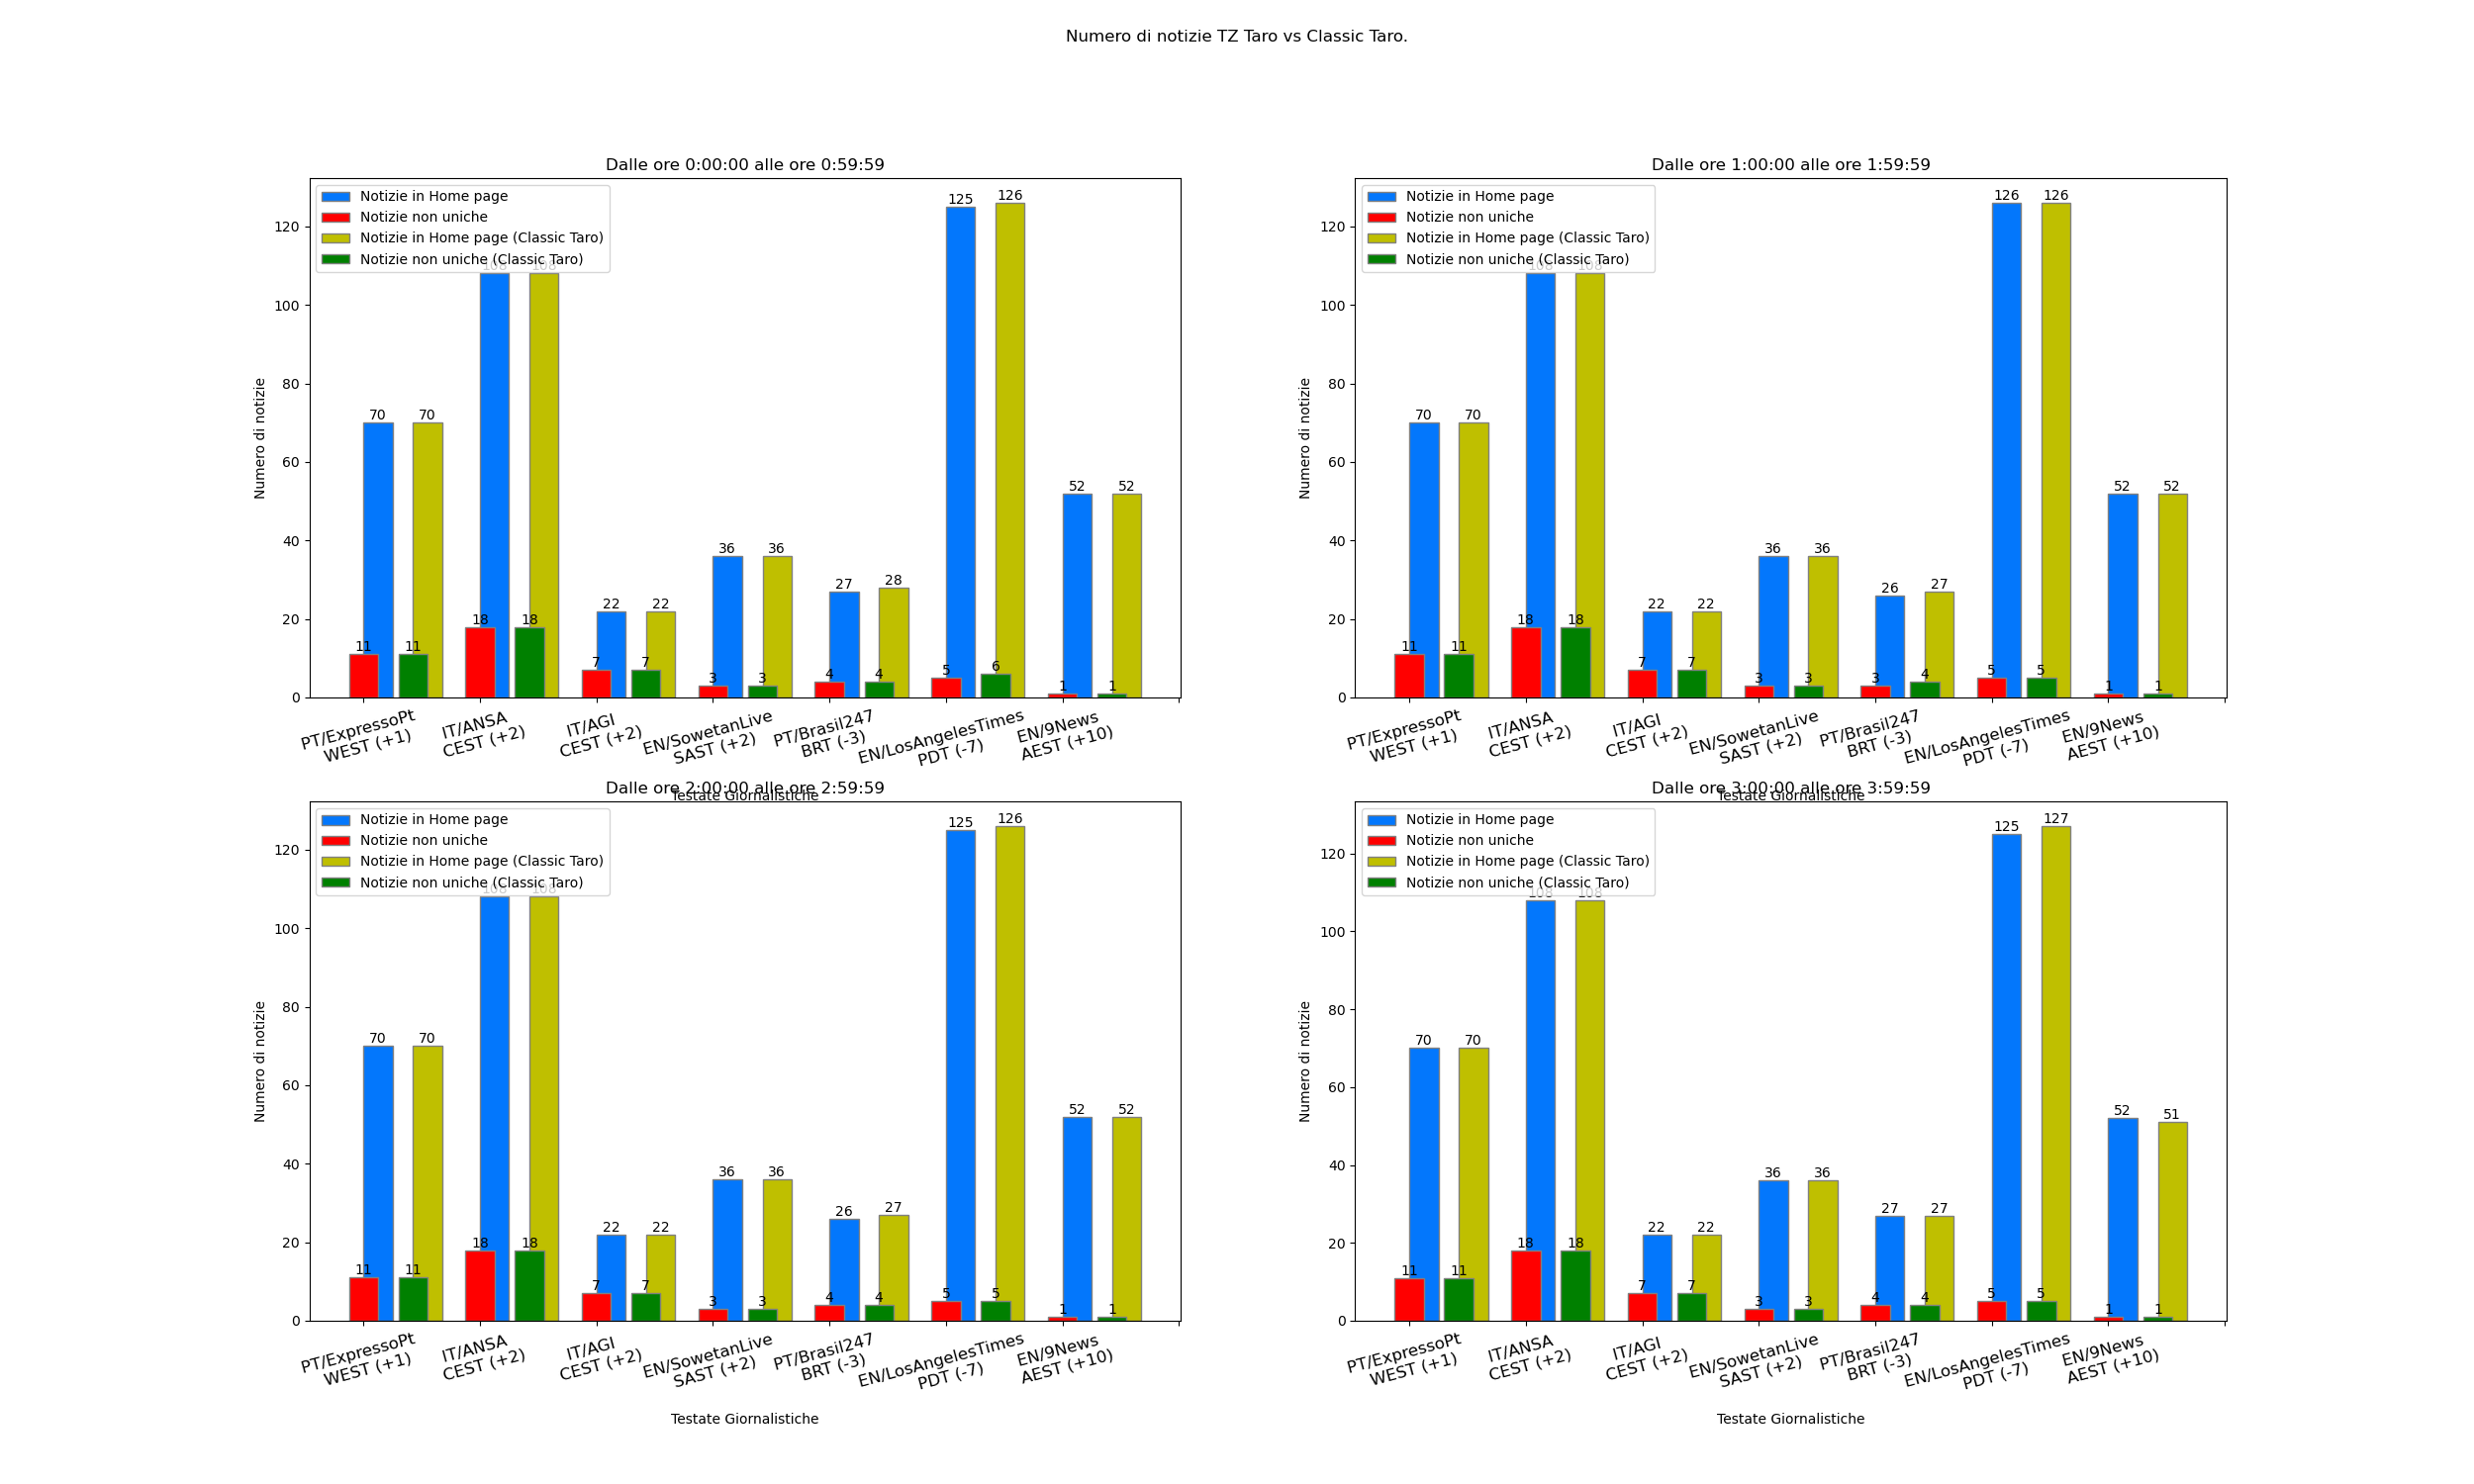 Numero di notizie TZ Taro vs Classic Taro.
Dalle ore 0:00:00 alle ore 0:59:59
Notizie in Home page
Notizie non uniche
Notizie in Home page (Classic Taro)
Notizie non uniche (Classic Taro)
Numero di notizie
120
100
80
60
40
20
0
70 70 108 108 22 22 36 36 27 28 125 126 52 52
11 11 18 18 7 7 3 3 4 4 5 6 1 1
PT/ExpressoPt
WEST (+1)
IT/ANSA
CEST (+2)
IT/AGI
CEST (+2)
EN/SowetanLive
SAST (+2)
PT/Brasil247
BRT (-3)
EN/LosAngelesTimes
PDT (-7)
EN/9News
AEST (+10)
Testate Giornalistiche
Dalle ore 1:00:00 alle ore 1:59:59
Notizie in Home page
Notizie non uniche
Notizie in Home page (Classic Taro)
Notizie non uniche (Classic Taro)
Numero di notizie
120
100
80
60
40
20
0
70 70 108 108 22 22 36 36 26 27 126 126 52 52
11 11 18 18 7 7 3 3 3 4 5 5 1 1
PT/ExpressoPt
WEST (+1)
IT/ANSA
CEST (+2)
IT/AGI
CEST (+2)
EN/SowetanLive
SAST (+2)
PT/Brasil247
BRT (-3)
EN/LosAngelesTimes
PDT (-7)
EN/9News
AEST (+10)
Testate Giornalistiche
Dalle ore 2:00:00 alle ore 2:59:59
Notizie in Home page
Notizie non uniche
Notizie in Home page (Classic Taro)
Notizie non uniche (Classic Taro)
Numero di notizie
120
100
80
60
40
20
0
70 70 108 108 22 22 36 36 26 27 125 126 52 52
11 11 18 18 7 7 3 3 4 4 5 5 1 1
PT/ExpressoPt
WEST (+1)
IT/ANSA
CEST (+2)
IT/AGI
CEST (+2)
EN/SowetanLive
SAST (+2)
PT/Brasil247
BRT (-3)
EN/LosAngelesTimes
PDT (-7)
EN/9News
AEST (+10)
Testate Giornalistiche
Dalle ore 3:00:00 alle ore 3:59:59
Notizie in Home page
Notizie non uniche
Notizie in Home page (Classic Taro)
Notizie non uniche (Classic Taro)
Numero di notizie
120
100
80
60
40
20
0
70 70 108 108 22 22 36 36 27 27 125 127 52 51
11 11 18 18 7 7 3 3 4 4 5 5 1 1
PT/ExpressoPt
WEST (+1)
IT/ANSA
CEST (+2)
IT/AGI
CEST (+2)
EN/SowetanLive
SAST (+2)
PT/Brasil247
BRT (-3)
EN/LosAngelesTimes
PDT (-7)
EN/9News
AEST (+10)
Testate Giornalistiche